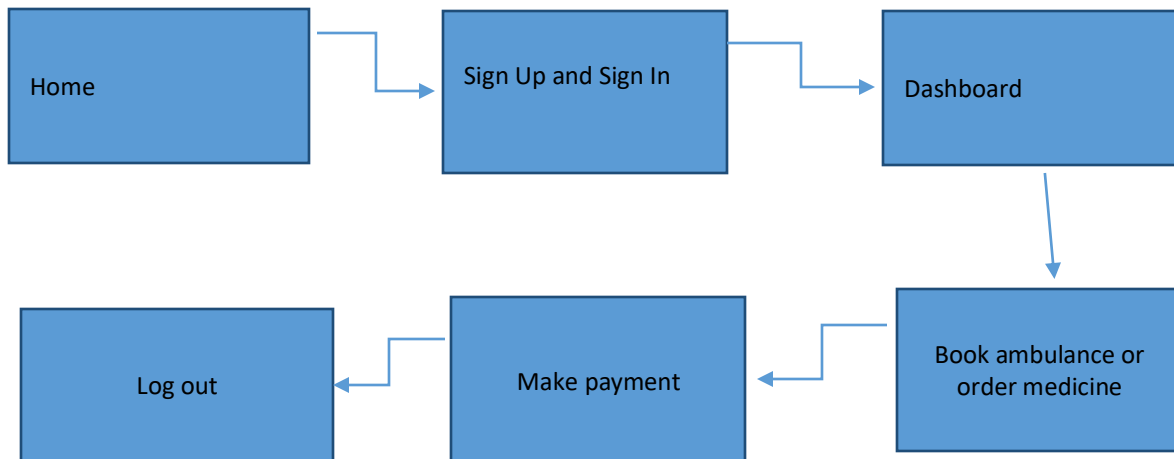 Home
Sign Up and Sign In
Dashboard
Book ambulance or
order medicine
Make payment
Log out